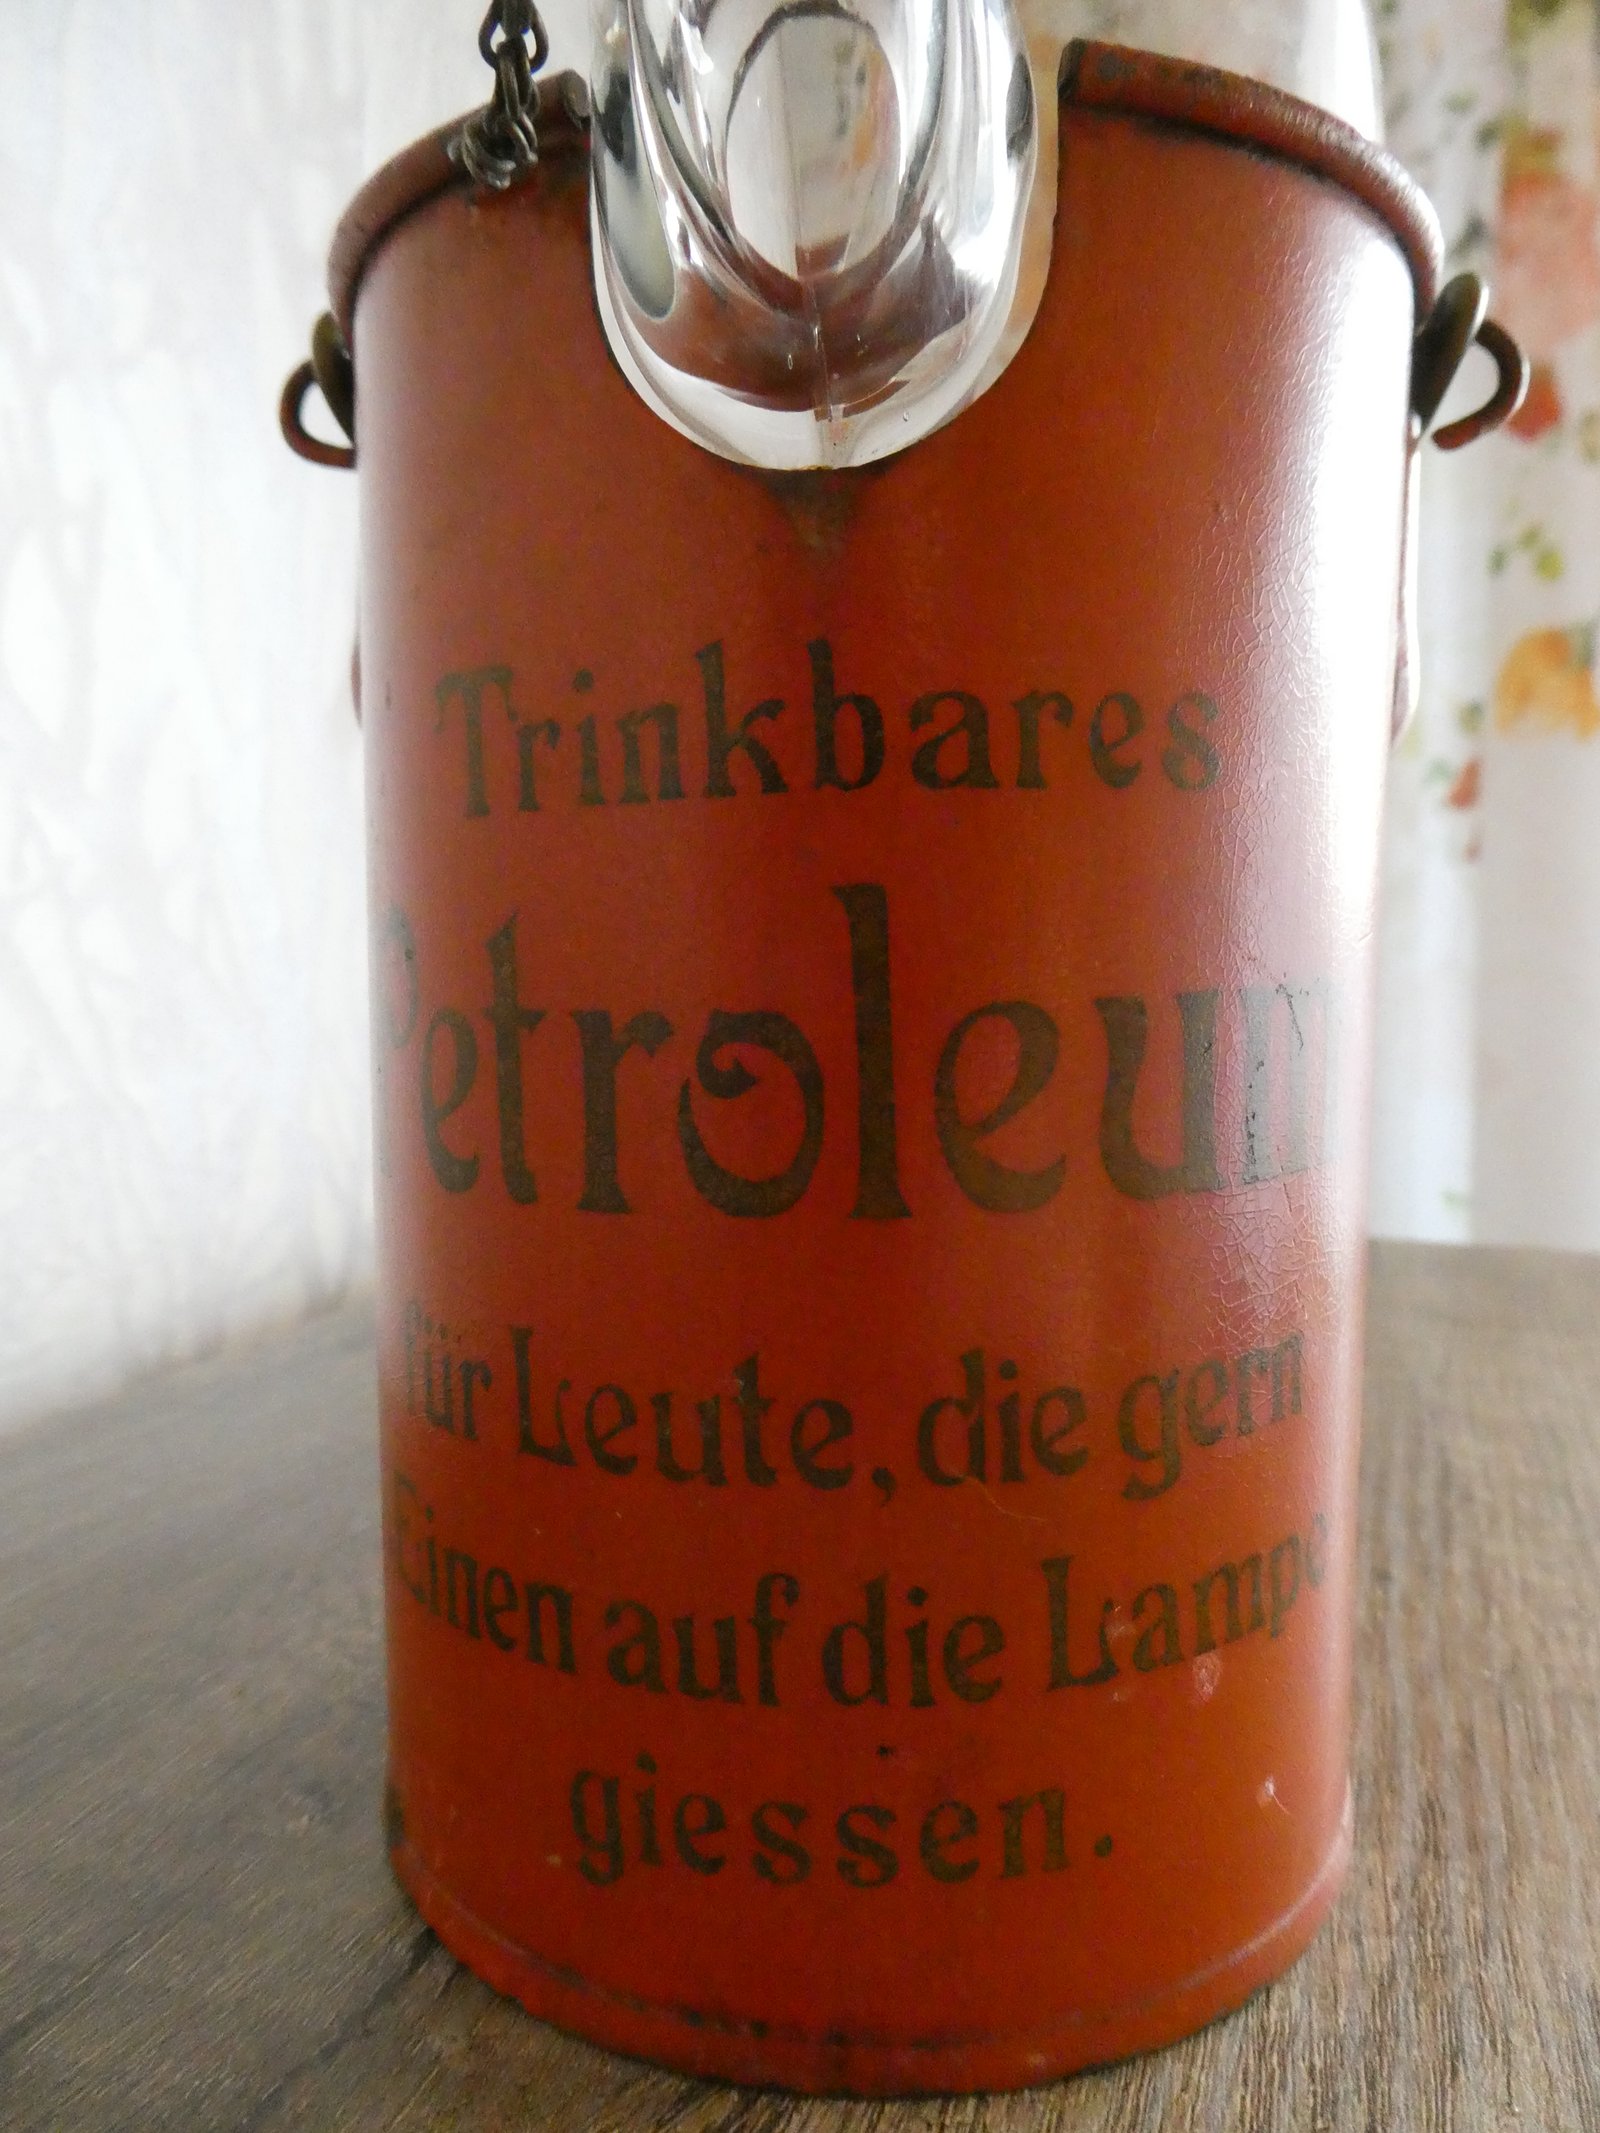 Trinkbares
Petroleum
für Leute, die gern
Einen auf die Lampe
giessen.